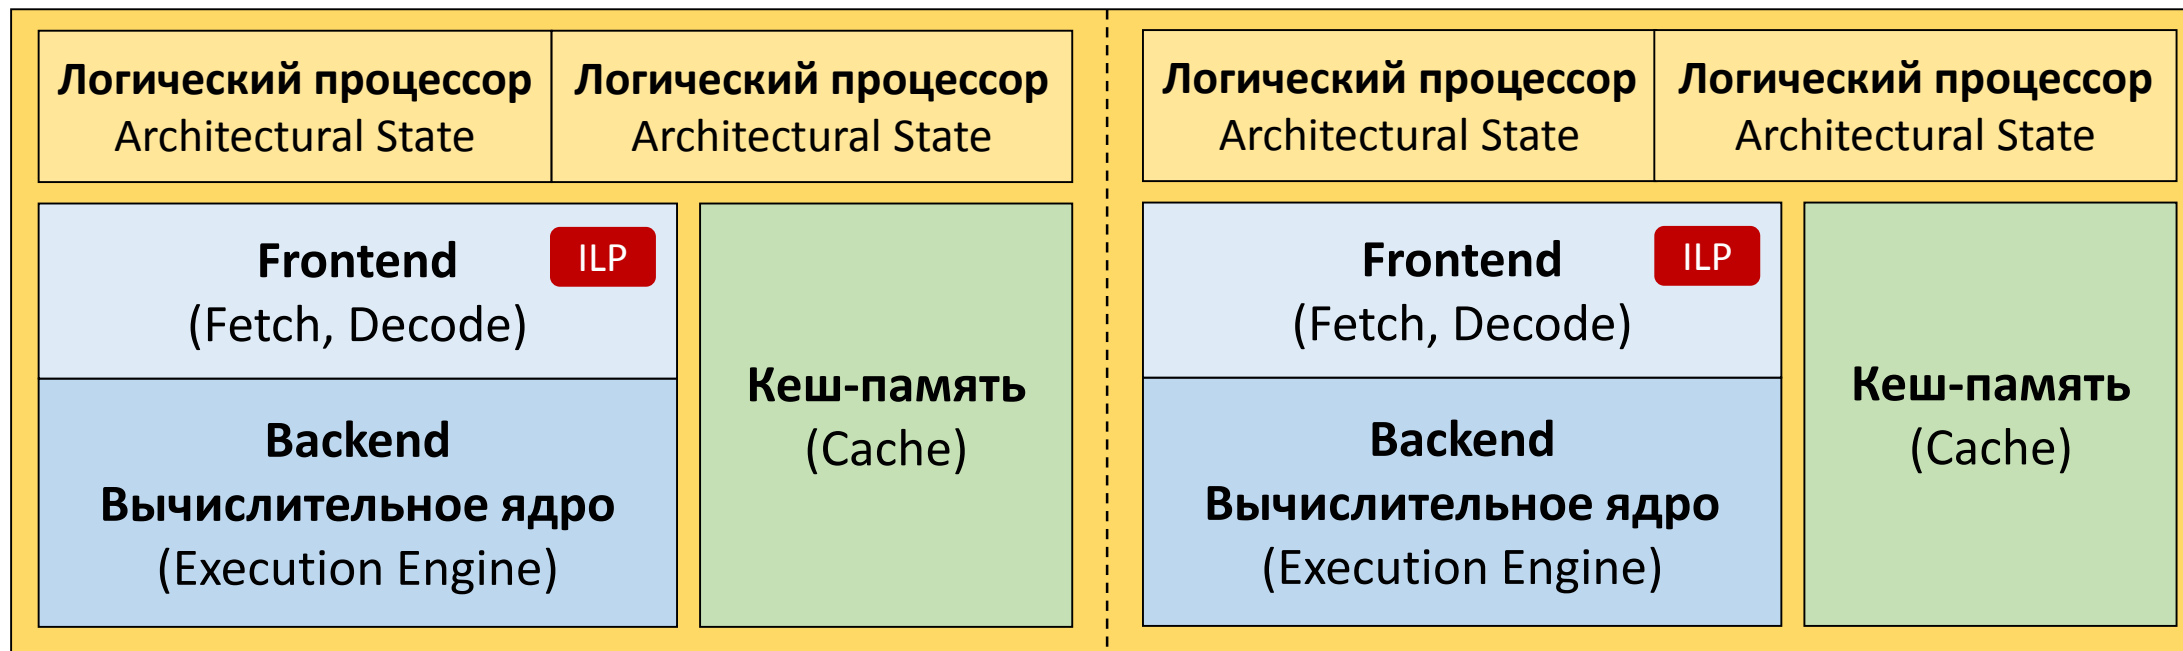 Логический процессор
Architectural State
Логический процессор
Architectural State
Frontend
(Fetch, Decode)
ILP
Backend
Вычислительное ядро
(Execution Engine)
Кеш-память
(Cache)
Логический процессор
Architectural State
Логический процессор
Architectural State
Frontend
(Fetch, Decode)
ILP
Backend
Вычислительное ядро
(Execution Engine)
Кеш-память
(Cache)